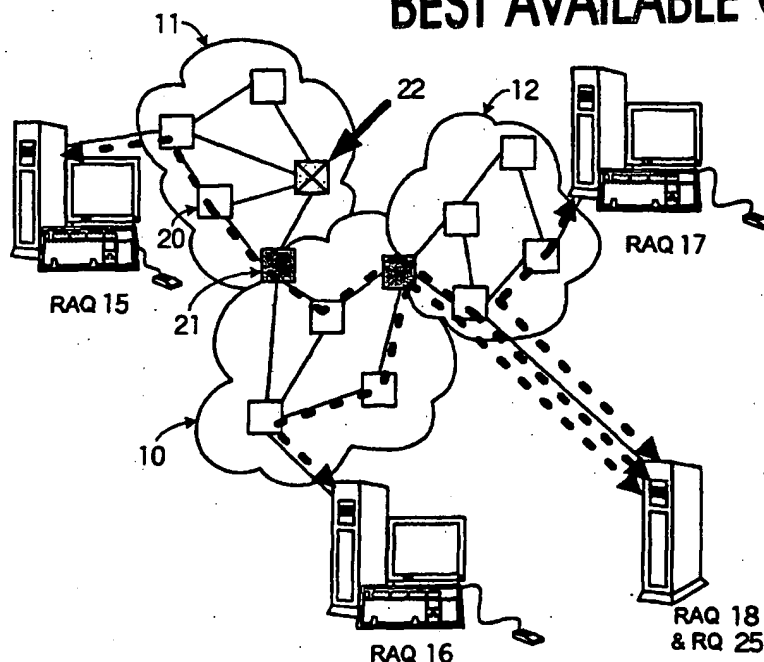 BEST AVAILABLE
11
22
12
20
21
RAQ 15
RAQ 17
10
RAQ 16
RAQ 18
& RQ 25